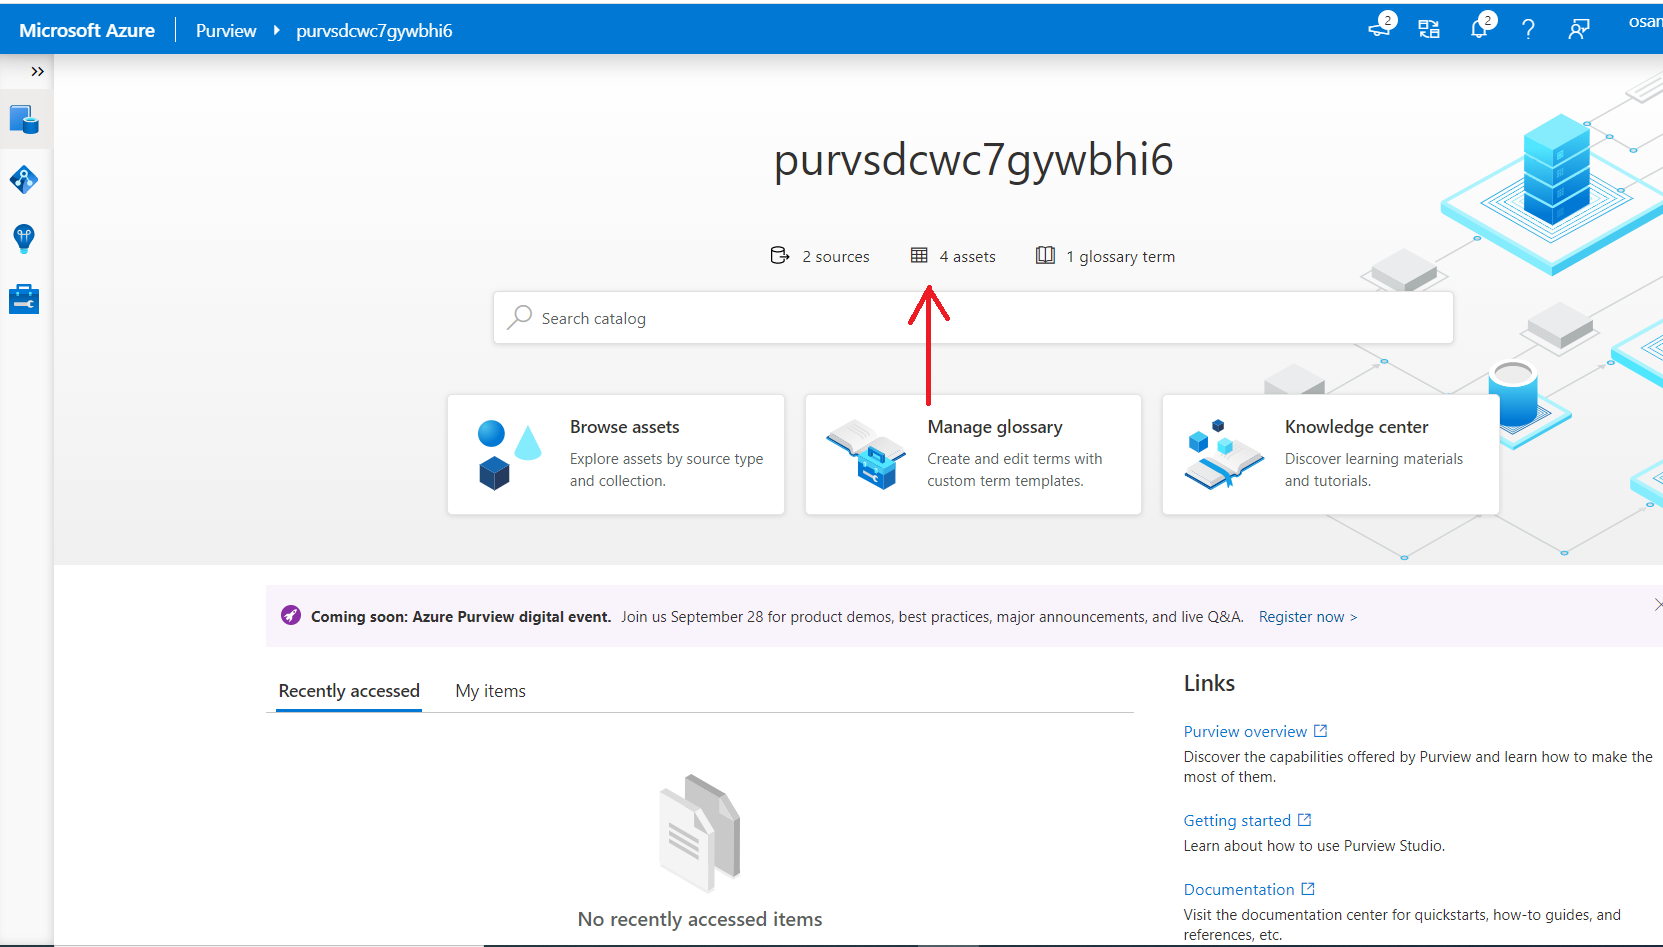 Microsoft Azure
Purview
purvsdcwc7gywbhi6
2
2
?
osam
»
purvsdcwc7gywbhi6
2 sources
4 assets
1 glossary term
Search catalog
Browse assets
Explore assets by source type
and collection.
Manage glossary
Create and edit terms with
custom term templates.
Knowledge center
Discover learning materials
and tutorials.
Coming soon: Azure Purview digital event. Join us September 28 for product demos, best practices, major announcements, and live Q&A. Register now >
Recently accessed
My items
No recently accessed items
Links
Purview overview
Discover the capabilities offered by Purview and learn how to make the
most of them.
Getting started
Learn about how to use Purview Studio.
Documentation
Visit the documentation center for quickstarts, how-to guides, and
references, etc.